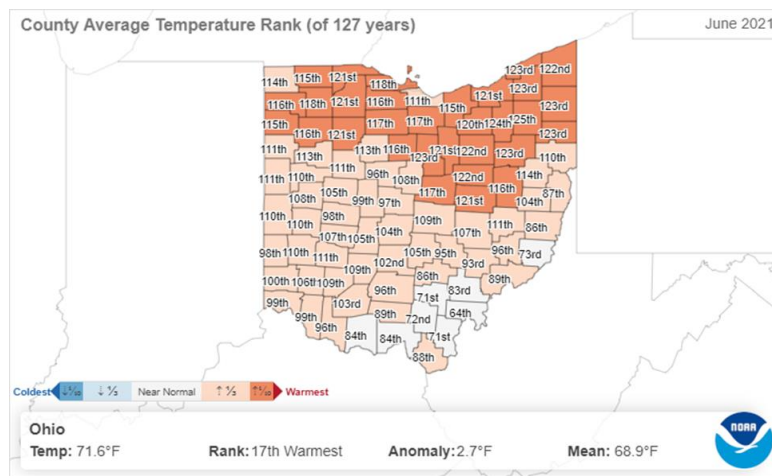 County Average Temperature Rank (of 127 years) June 2021
123rd 122nd
114th 115th 121st 118th 121st 123rd
116th 118th 121st 116th 111th 115th 123rd
115th 117th 117th 120th 124th 125th
116th 121st 123rd
111th 113th 113th 116th 123rd 121st 122nd 123rd 110th
111th 110th 111th 96th 108th 122nd 114th
108th 105th 99th 97th 117th 121st 116th 104th 87th
110th 110th 98th 104th 109th 107th 111th 86th
107th 105th
98th 110th 111th 109th 102nd 105th 95th 93rd 96th 73rd
100th 106th 109th 86th 89th
99th 103rd 96th 71st 83rd
99th 96th 89th 72nd 64th
84th 84th 71st
88th
Coldest ↓ ⅒ ↓ ⅓ Near Normal ↑ ⅓ ↑ ⅒ Warmest
Ohio
Temp: 71.6°F Rank: 17th Warmest Anomaly: 2.7°F Mean: 68.9°F
NOAA